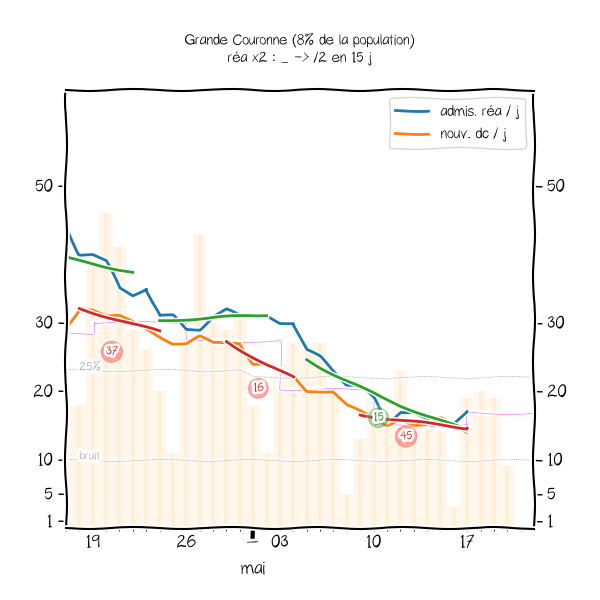 Grande Couronne (8% de la population)
réa x2 : _ -> /2 en 15 j
admis. réa / j
nouv. dc / j
50 50
30 30
37
25%
16
20
20
15
45
bruit
10 10
5 5
1 1
19 26 03 10 17
mai